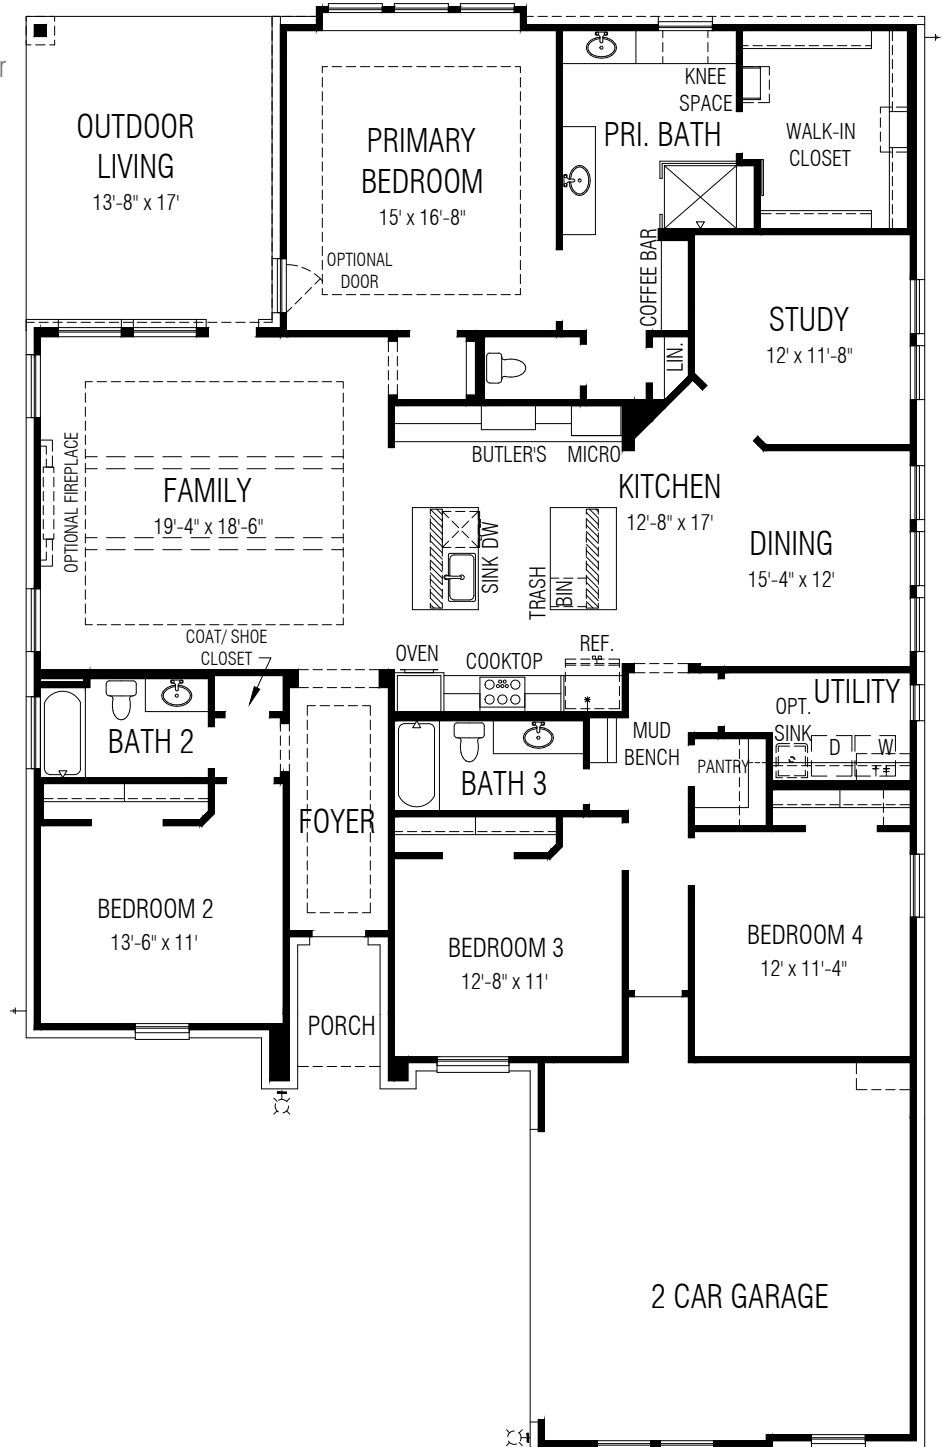 r
OUTDOOR
LIVING
13'-8" x 17'
PRIMARY
BEDROOM
15' x 16'-8"
OPTIONAL
DOOR
KNEE
SPACE
PRI. BATH
WALK-IN
CLOSET
COFFEE BAR
LIN.
STUDY
12' x 11'-8"
OPTIONAL FIREPLACE
FAMILY
19'-4" x 18'-6"
BUTLER'S
MICRO
KITCHEN
12'-8" x 17'
SINK DW
TRASH
BIN
DINING
15'-4" x 12'
COAT/ SHOE
CLOSET
OVEN
COOKTOP
REF.
BATH 2
FOYER
BATH 3
MUD
BENCH
UTILITY
OPT.
SINK
D
W
PANTRY
BEDROOM 2
13'-6" x 11'
BEDROOM 3
12'-8" x 11'
BEDROOM 4
12' x 11'-4"
PORCH
2 CAR GARAGE